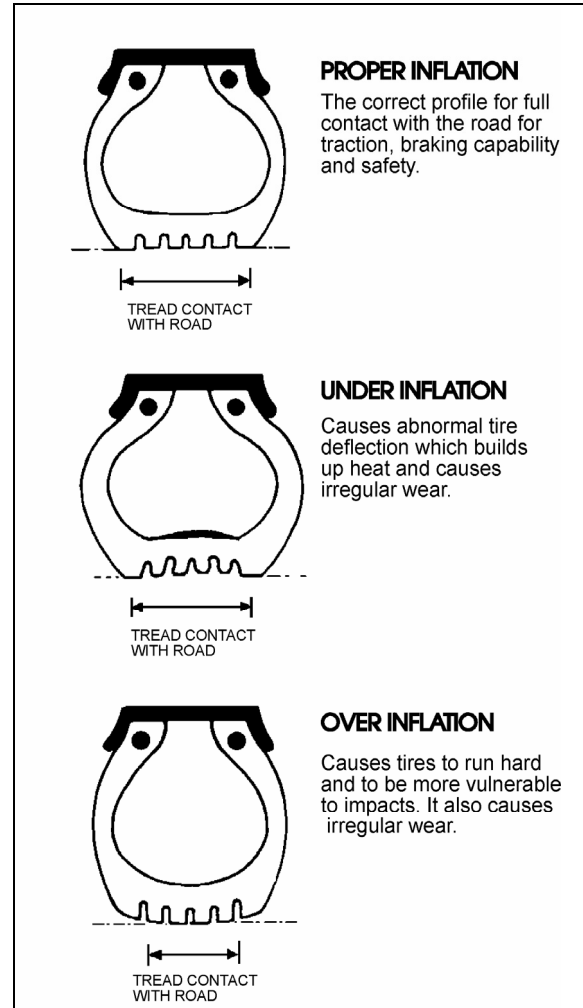 PROPER INFLATION
The correct profile for full
contact with the road for
traction, braking capability
and safety.
TREAD CONTACT
WITH ROAD
UNDER INFLATION
Causes abnormal tire
deflection which builds
up heat and causes
irregular wear.
TREAD CONTACT
WITH ROAD
OVER INFLATION
Causes tires to run hard
and to be more vulnerable
to impacts. It also causes
irregular wear.
TREAD CONTACT
WITH ROAD